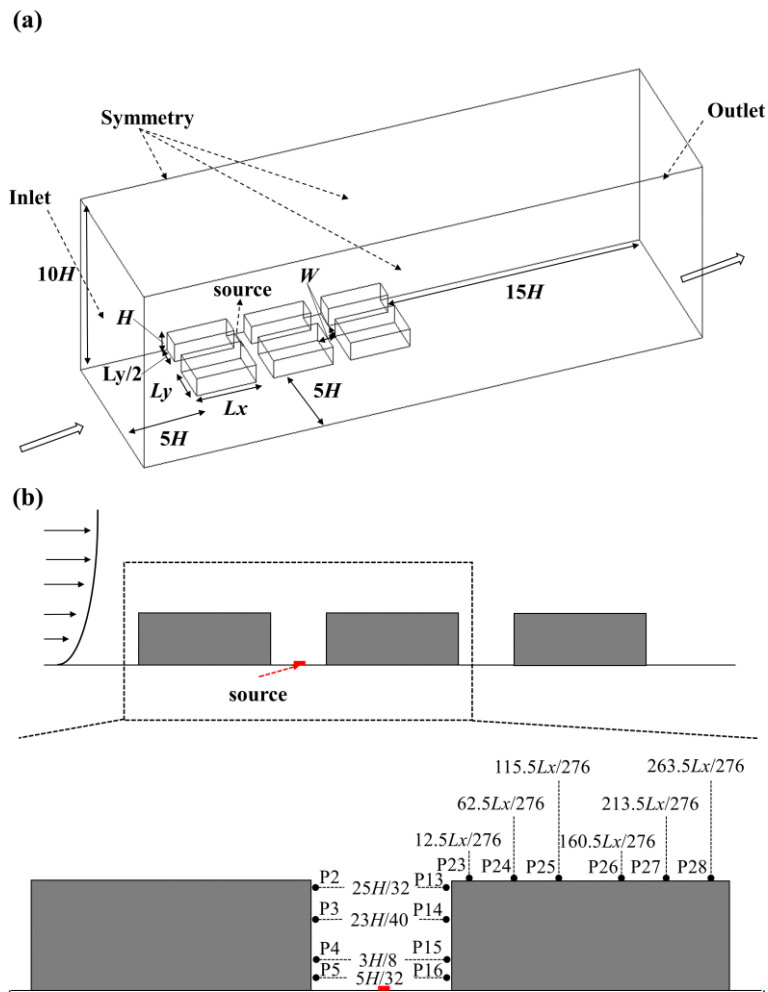 (a)
Symmetry
Outlet
Inlet
10H
W
source
15H
H
Ly/2
Ly
Lx
5H
5H
(b)
source
115.5Lx/276
263.5Lx/276
62.5Lx/276
213.5Lx/276
12.5Lx/276
160.5Lx/276
P23 P24 P25 P26 P27 P28
P2 25H/32 P13
P3 23H/40 P14
P4 3H/8 P15
P5 5H/32 P16